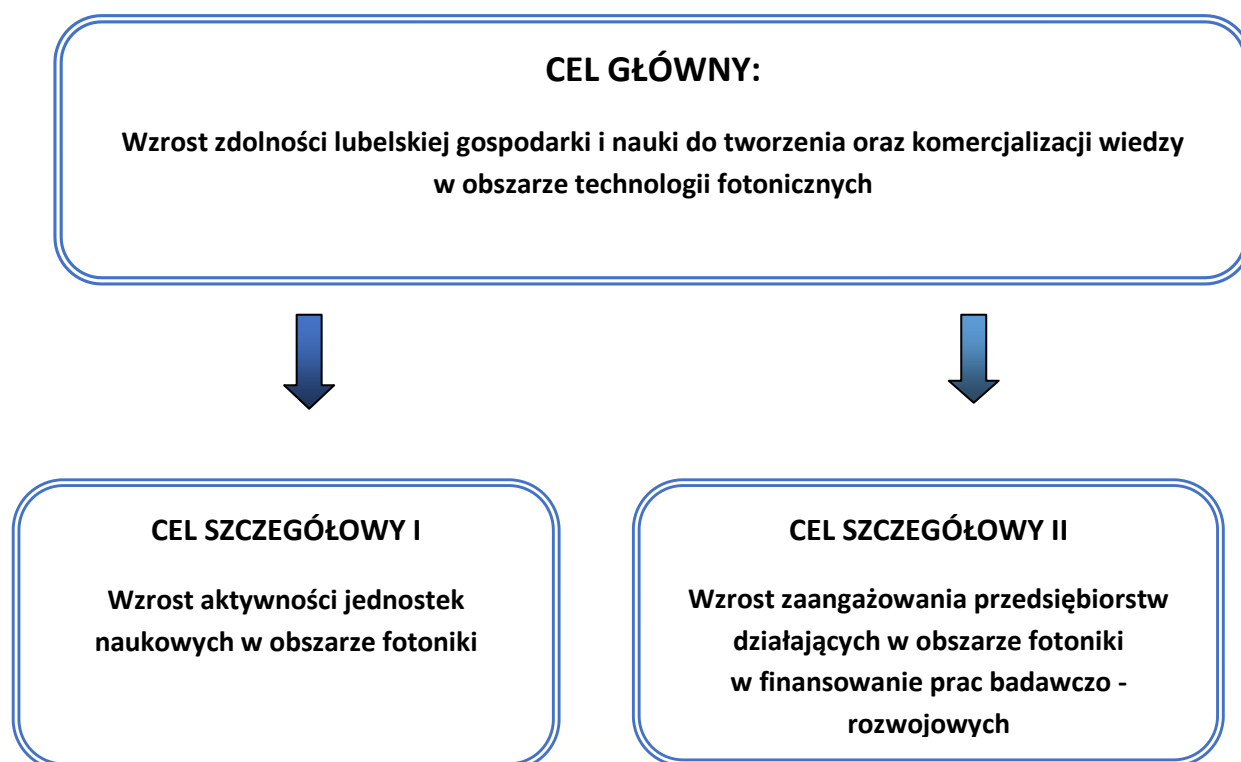 CEL GŁÓWNY:
Wzrost zdolności lubelskiej gospodarki i nauki do tworzenia oraz komercjalizacji wiedzy
w obszarze technologii fotonicznych
CEL SZCZEGÓŁOWY I
Wzrost aktywności jednostek
naukowych w obszarze fotoniki
CEL SZCZEGÓŁOWY II
Wzrost zaangażowania przedsiębiorstw
działających w obszarze fotoniki
w finansowanie prac badawczo -
rozwojowych